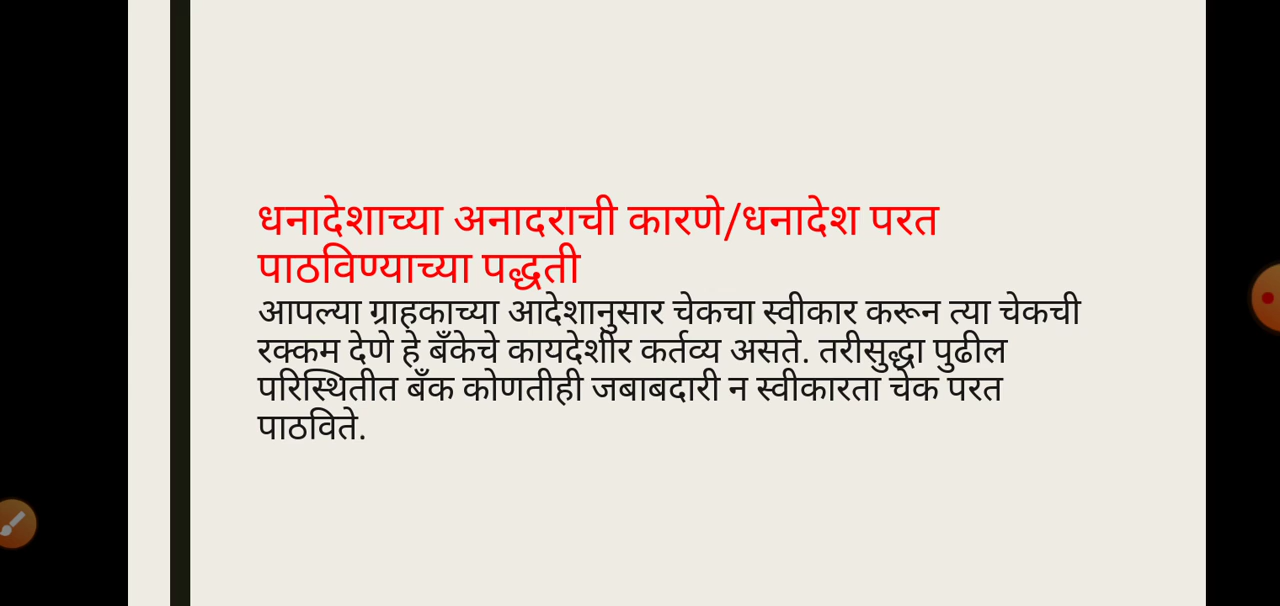 धनादेशाच्या अनादराची कारणे/धनादेश परत
पाठविण्याच्या पद्धती
आपल्या ग्राहकाच्या आदेशानुसार चेकचा स्वीकार करून त्या चेकची
रक्कम देणे हे बँकेचे कायदेशीर कर्तव्य असते. तरीसुद्धा पुढील
परिस्थितीत बँक कोणतीही जबाबदारी न स्वीकारता चेक परत
पाठविते.